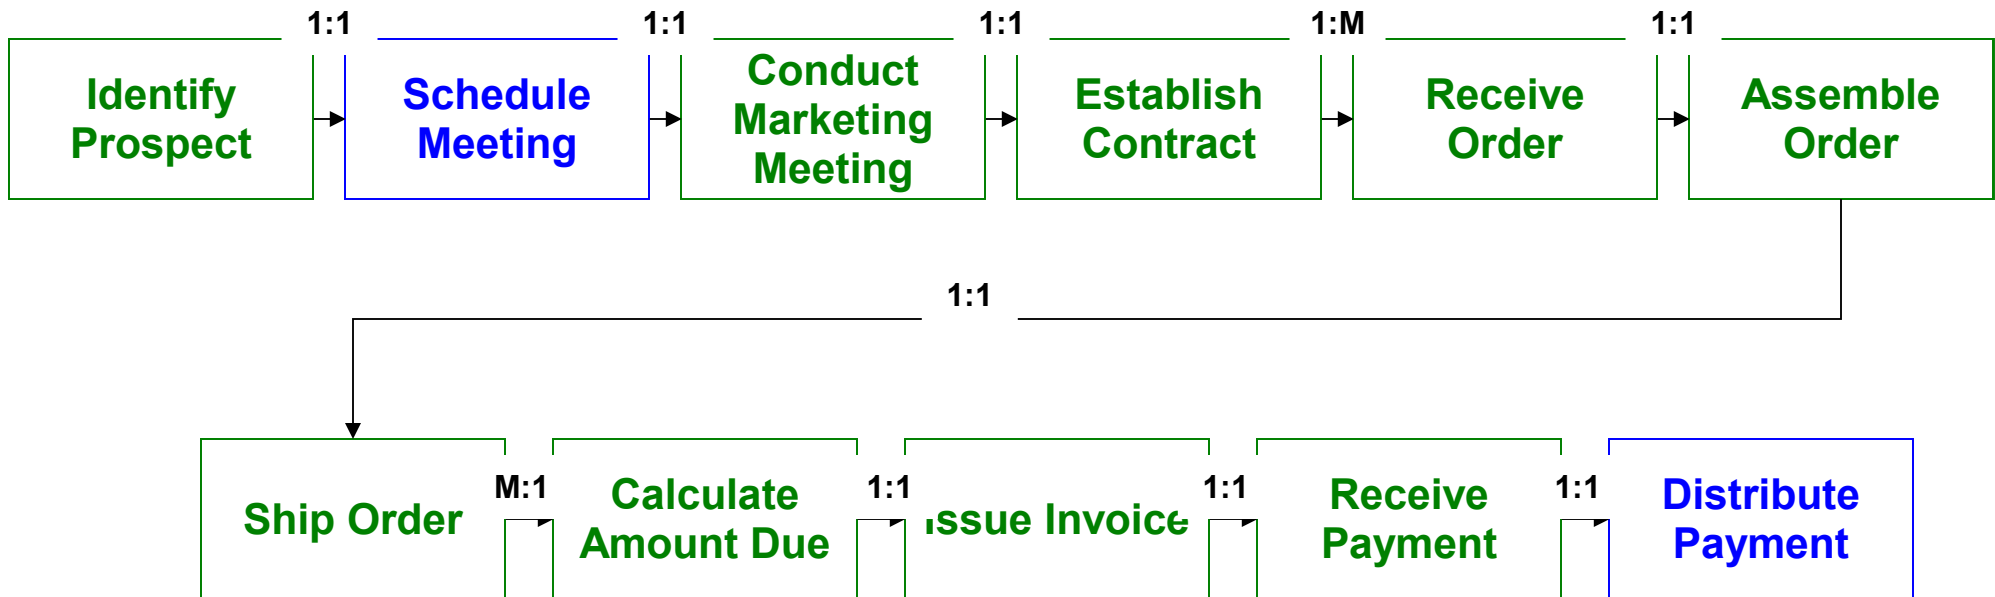 1:1 1:1 1:1 1:M 1:1
Identify
Prospect
Schedule
Meeting
Conduct
Marketing
Meeting
Establish
Contract
Receive
Order
Assemble
Order
1:1
Ship Order
M:1
Calculate
Amount Due
1:1
Issue Invoice
1:1
Receive
Payment
1:1
Distribute
Payment